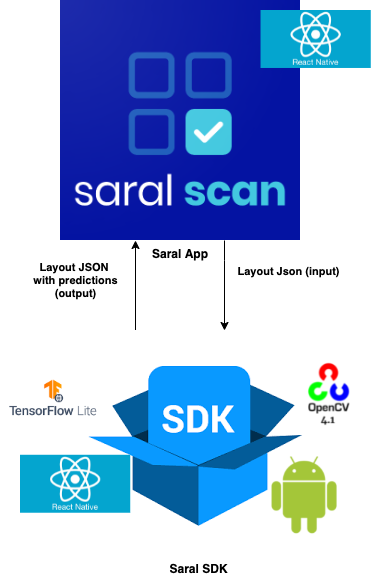 React Native
saral scan
Saral App
Layout JSON
with predictions
(output)
Layout Json (input)
TensorFlow Lite
SDK
OpenCV
4.1
React Native
Saral SDK